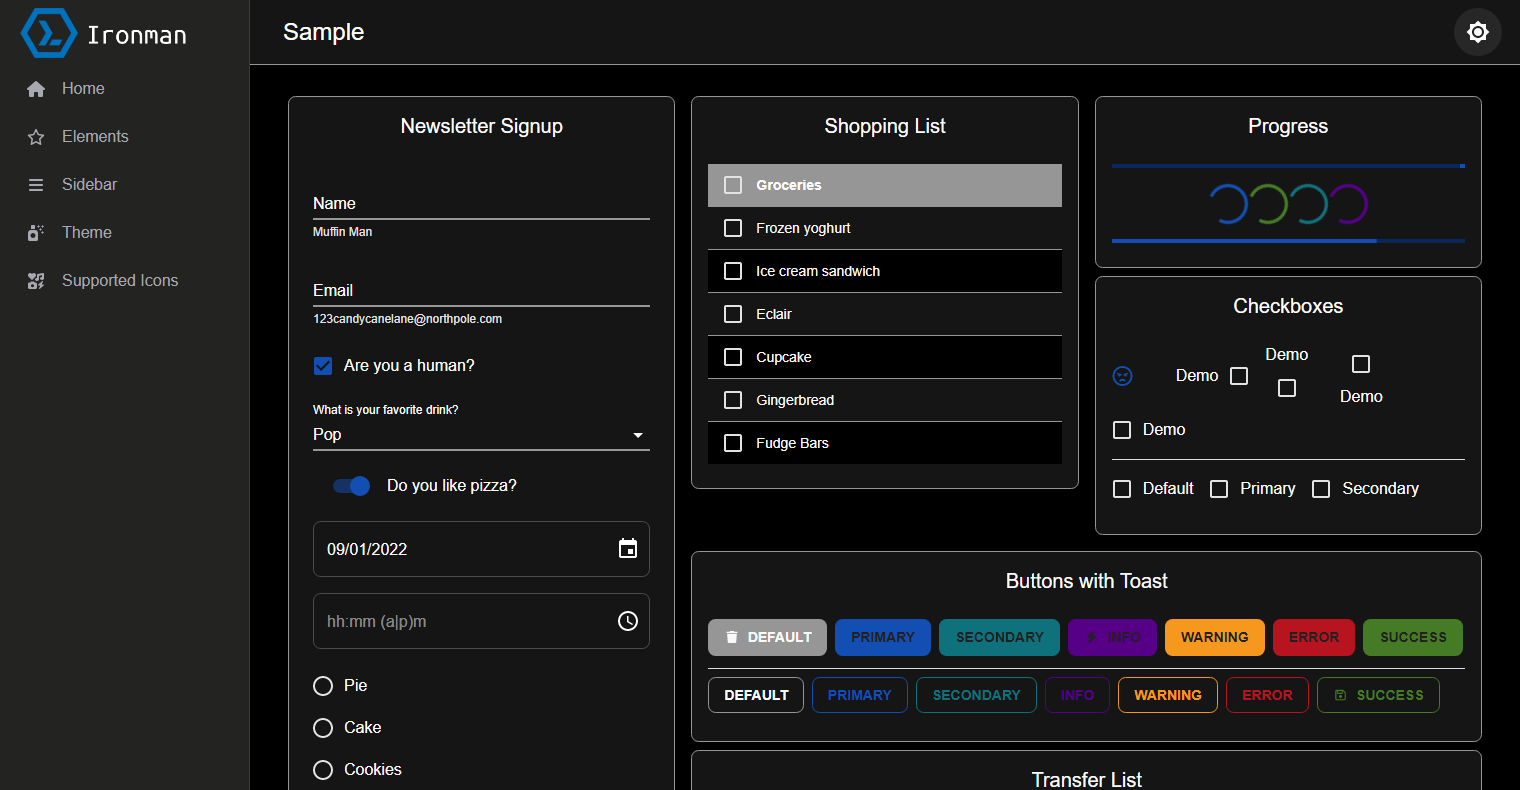 Ironman
Home
Elements
Sidebar
Theme
Supported Icons
Sample
Newsletter Signup
Name
Muffin Man
Email
123candycanelane@northpole.com
Are you a human?
What is your favorite drink?
Pop
Do you like pizza?
09/01/2022
hh:mm (a|p)m
Pie
Cake
Cookies
Shopping List
Groceries
Frozen yoghurt
Ice cream sandwich
Eclair
Cupcake
Gingerbread
Fudge Bars
Progress
Checkboxes
Demo
Demo
Demo
Demo
Default Primary Secondary
Buttons with Toast
DEFAULT PRIMARY SECONDARY INFO WARNING ERROR SUCCESS
DEFAULT PRIMARY SECONDARY INFO WARNING ERROR SUCCESS
Transfer List